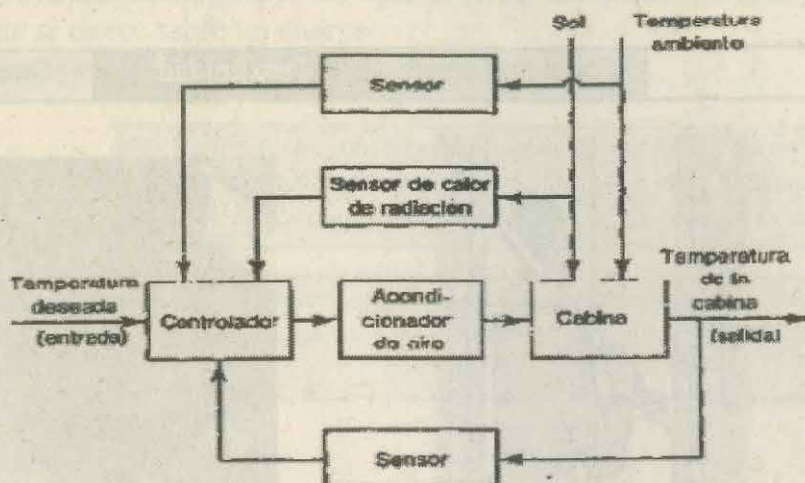 Sol
Temperatura
ambiente
Sensor
Sensor de calor
de radiación
Temperatura
deseada
(entrada)
Controlador
Acondi-
cionador
de aire
Cabina
Temperatura
de la
cabina
(salida)
Sensor